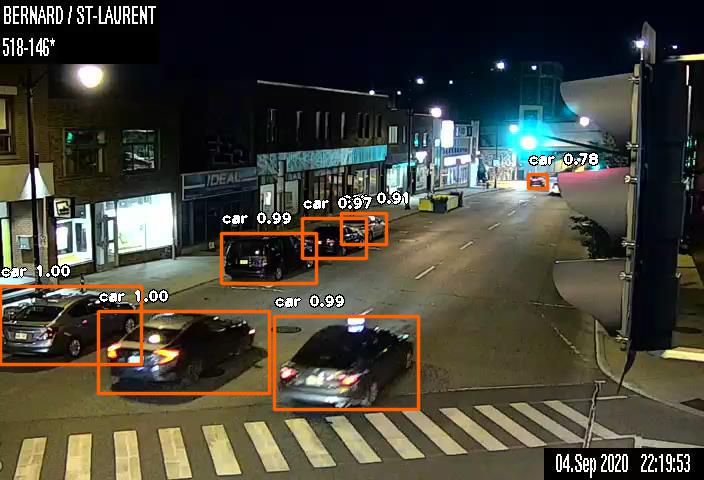 BERNARD / ST-LAURENT
518-146*
IDEAL
car 0.78
car 0.91
car 0.97
car 0.99
car 1.00
car 1.00
car 0.99
04.Sep 2020 22:19:53